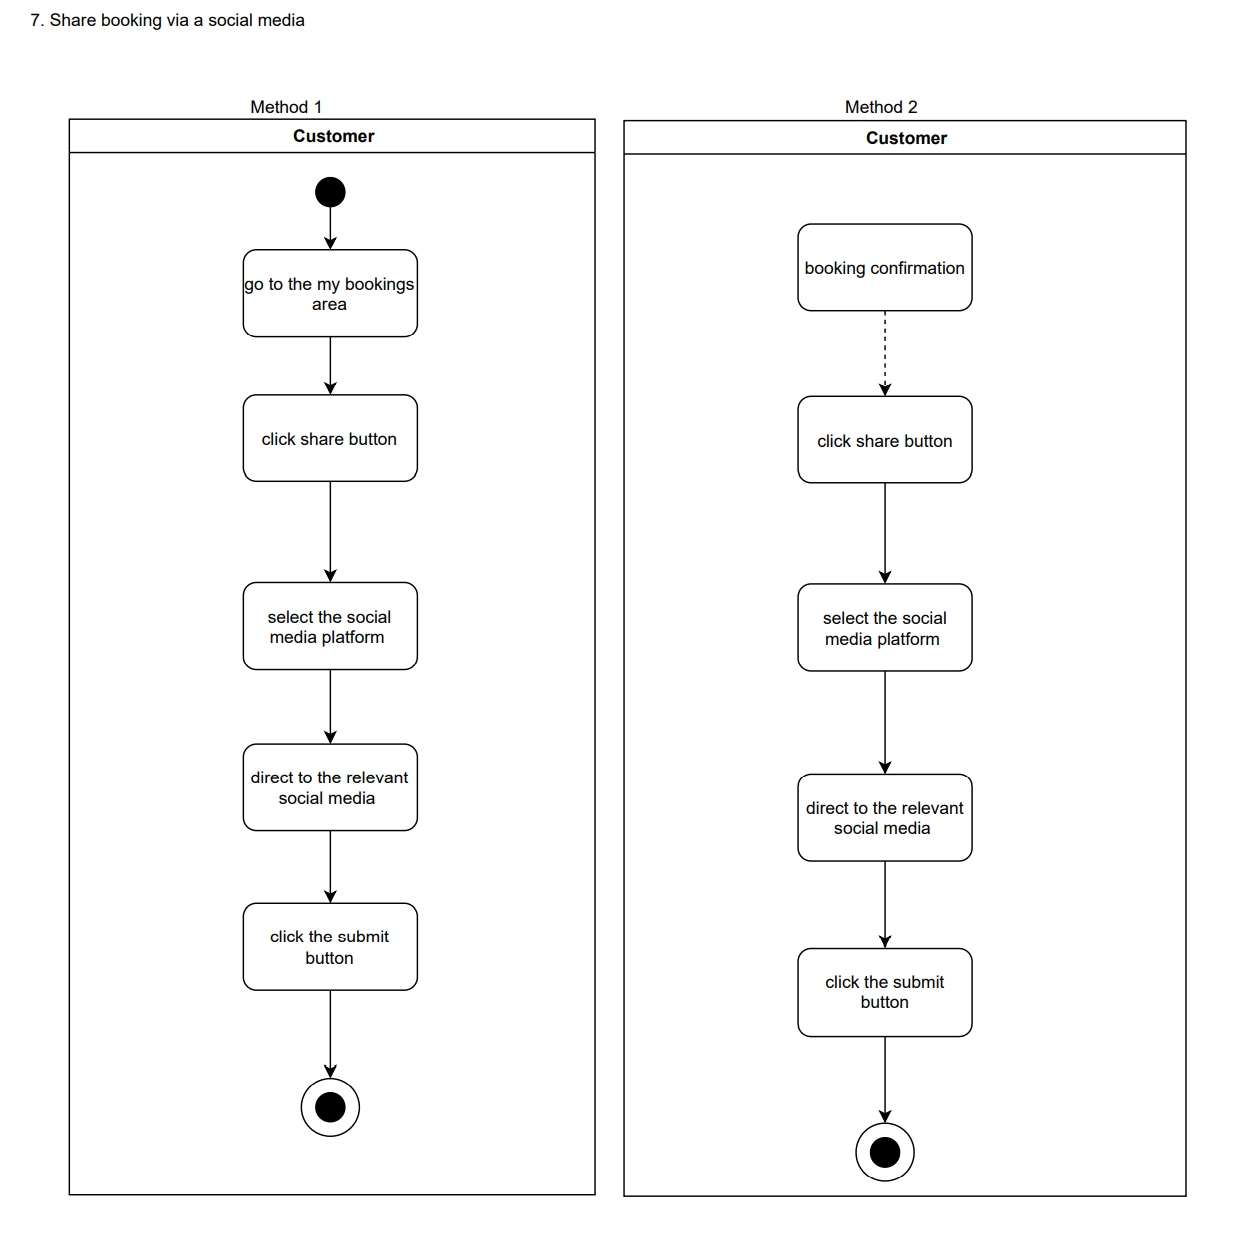 7. Share booking via a social media
Method 1
Customer
go to the my bookings
area
click share button
select the social
media platform
direct to the relevant
social media
click the submit
button
Method 2
Customer
booking confirmation
click share button
select the social
media platform
direct to the relevant
social media
click the submit
button